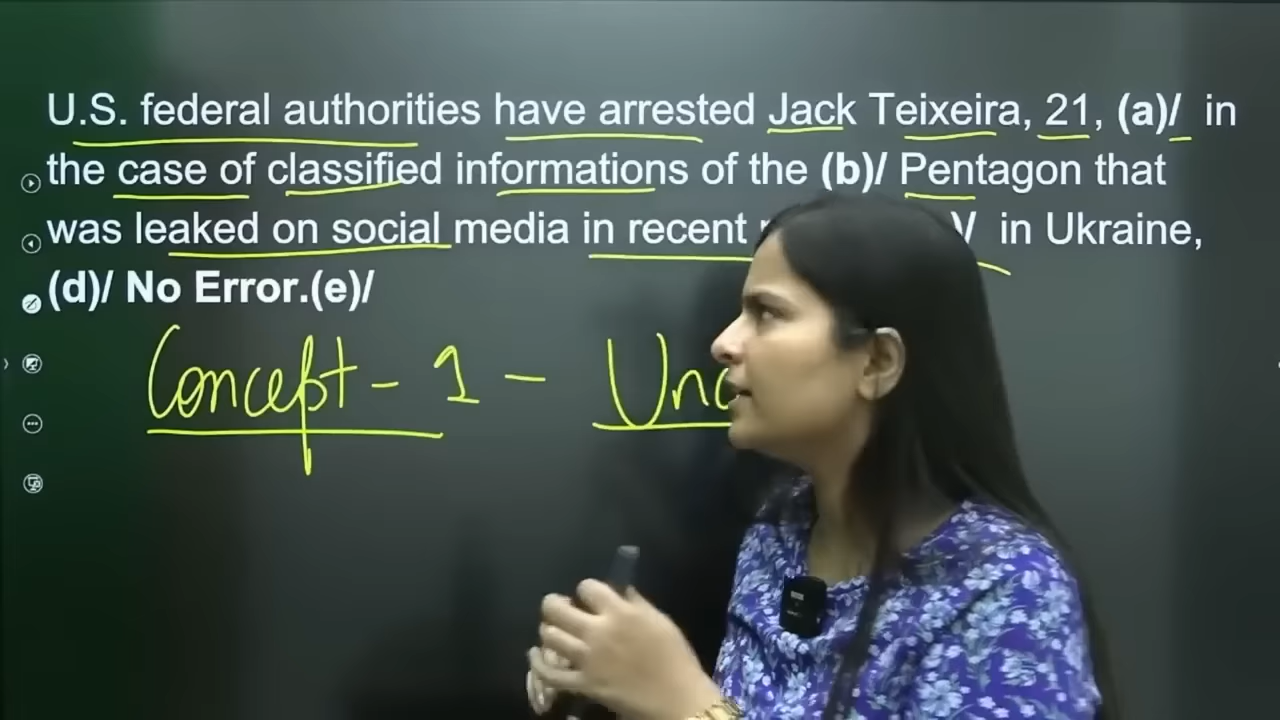 U.S. federal authorities have arrested Jack Teixeira, 21, (a)/ in
the case of classified informations of the (b)/ Pentagon that
was leaked on social media in recent / in Ukraine,
(d)/ No Error.(e)/
Concept - 1 -